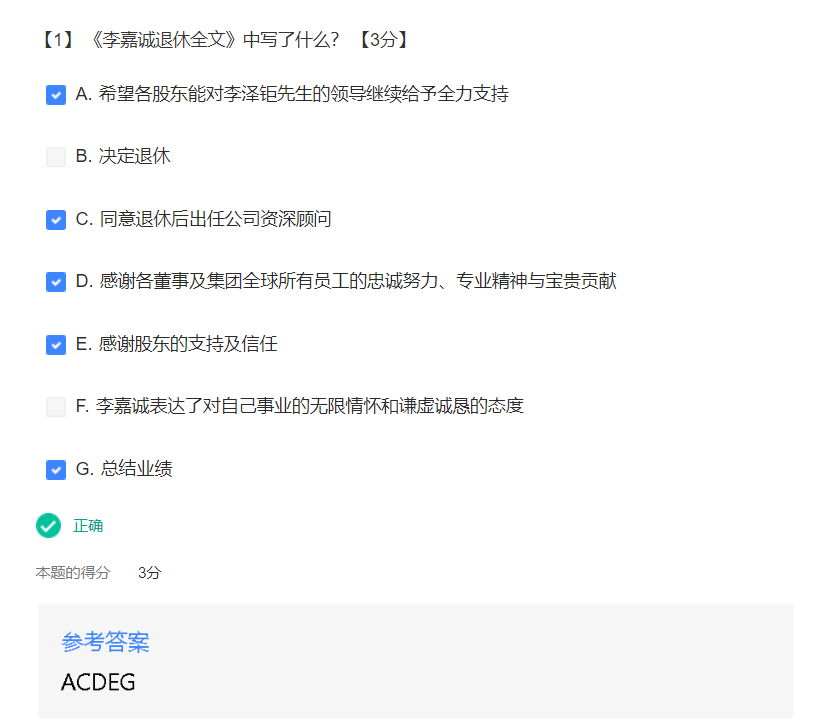 【1】 《李嘉诚退休全文》中写了什么？ 【3分】
A. 希望各股东能对李泽钜先生的领导继续给予全力支持
B. 决定退休
C. 同意退休后出任公司资深顾问
D. 感谢各董事及集团全球所有员工的忠诚努力、专业精神与宝贵贡献
E. 感谢股东的支持及信任
F. 李嘉诚表达了对自己事业的无限情怀和谦虚诚恳的态度
G. 总结业绩
正确
本题的得分 3分
参考答案
ACDEG